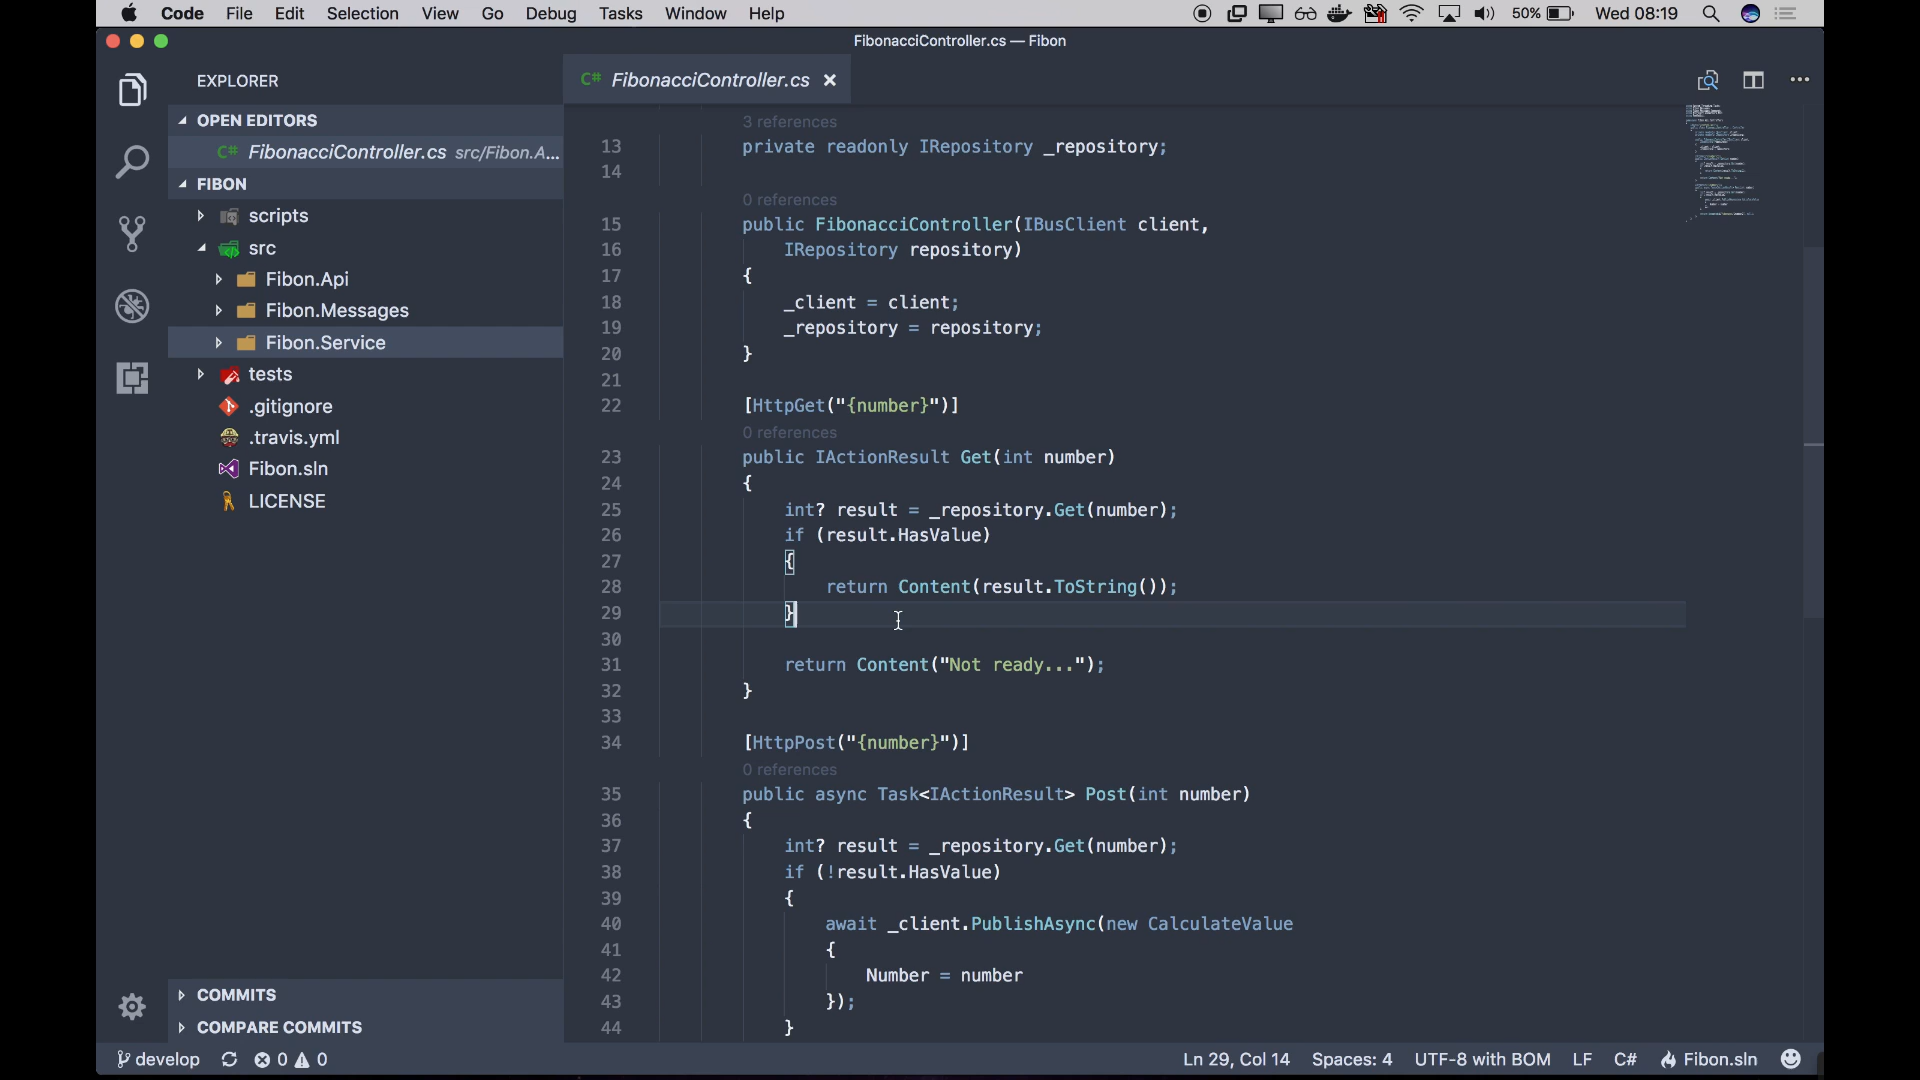 Code File Edit Selection View Go Debug Tasks Window Help 50% Wed 08:19
FibonacciController.cs — Fibon
EXPLORER
OPEN EDITORS
C# FibonacciController.cs src/Fibon.A...
FIBON
scripts
src
Fibon.Api
Fibon.Messages
Fibon.Service
tests
.gitignore
.travis.yml
Fibon.sln
LICENSE
COMMITS
COMPARE COMMITS
C# FibonacciController.cs ×
3 references
13 private readonly IRepository _repository;
14
0 references
15 public FibonacciController(IBusClient client,
16 IRepository repository)
17 {
18 _client = client;
19 _repository = repository;
20 }
21
22 [HttpGet("{number}")]
0 references
23 public IActionResult Get(int number)
24 {
25 int? result = _repository.Get(number);
26 if (result.HasValue)
27 {
28 return Content(result.ToString());
29 }
30
31 return Content("Not ready...");
32 }
33
34 [HttpPost("{number}")]
0 references
35 public async Task<IActionResult> Post(int number)
36 {
37 int? result = _repository.Get(number);
38 if (!result.HasValue)
39 {
40 await _client.PublishAsync(new CalculateValue
41 {
42 Number = number
43 });
44 }
develop 0 0 Ln 29, Col 14 Spaces: 4 UTF-8 with BOM LF C# Fibon.sln